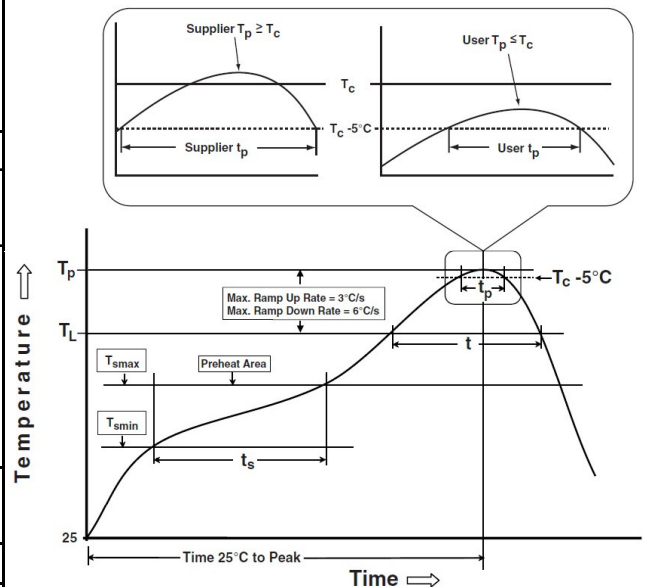 Supplier Tp ≥ Tc
User Tp ≤ Tc
Tc
Tc -5°C
Supplier tp
User tp
Tp
Tc -5°C
tp
Max. Ramp Up Rate = 3°C/s
Max. Ramp Down Rate = 6°C/s
TL
t
Tsmax
Preheat Area
Tsmin
ts
Temperature
25
Time 25°C to Peak
Time